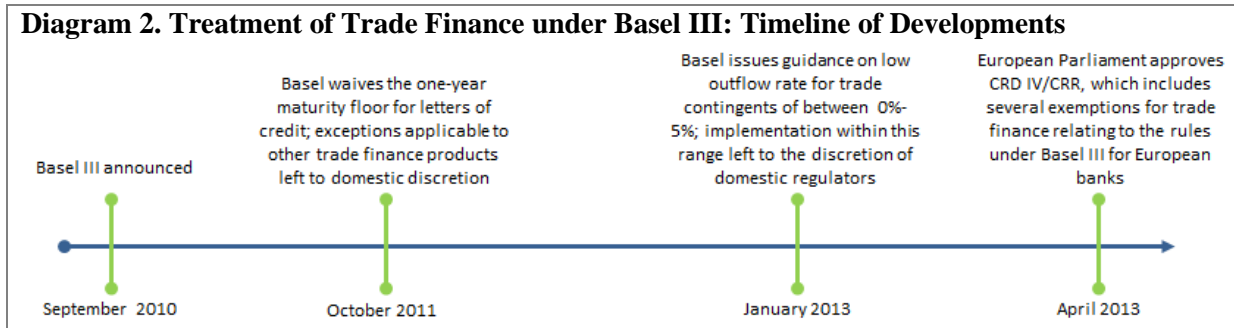 Diagram 2. Treatment of Trade Finance under Basel III: Timeline of Developments
Basel III announced
Basel waives the one-year
maturity floor for letters of
credit; exceptions applicable to
other trade finance products
left to domestic discretion
Basel issues guidance on low
outflow rate for trade
contingents of between 0%-
5%; implementation within this
range left to the discretion of
domestic regulators
European Parliament approves
CRD IV/CRR, which includes
several exemptions for trade
finance relating to the rules
under Basel III for European
banks
September 2010
October 2011
January 2013
April 2013